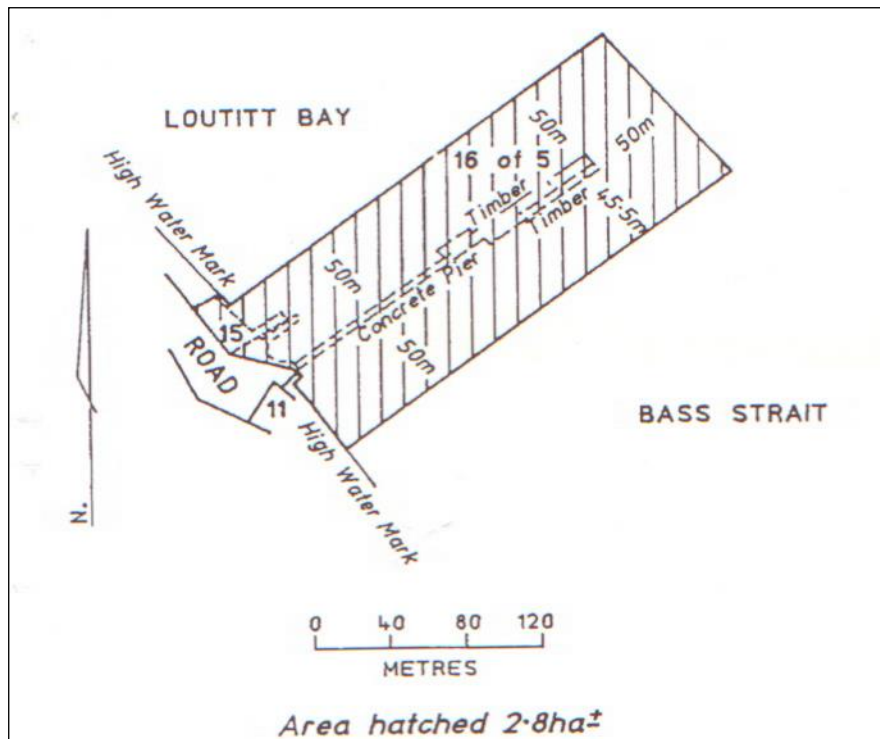 LOUTITT BAY
High Water Mark
50m
50m
16 of 5
Timber
Timber
45·5m
50m
Concrete Pier
50m
15
ROAD
11
High Water Mark
BASS STRAIT
N.
0 40 80 120
METRES
Area hatched 2·8ha±